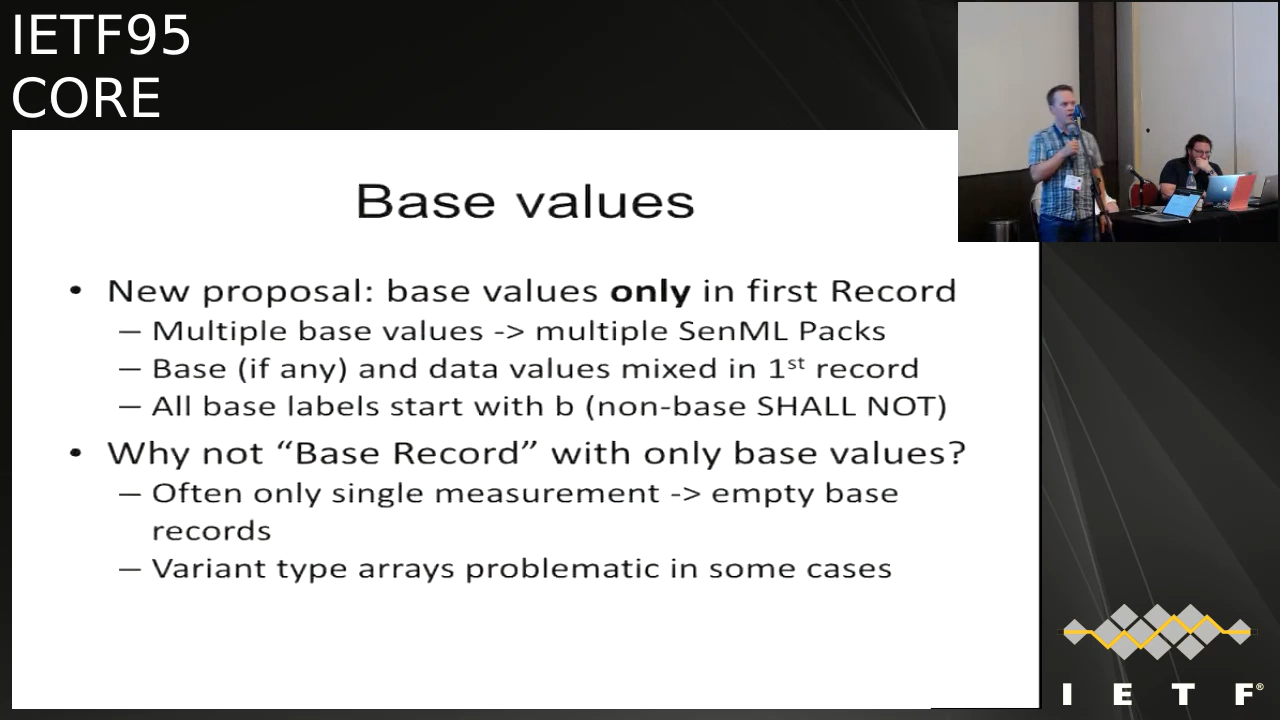 IETF95
CORE
Base values
• New proposal: base values only in first Record
– Multiple base values -> multiple SenML Packs
– Base (if any) and data values mixed in 1st record
– All base labels start with b (non-base SHALL NOT)
• Why not “Base Record” with only base values?
– Often only single measurement -> empty base
records
– Variant type arrays problematic in some cases
I E T F®